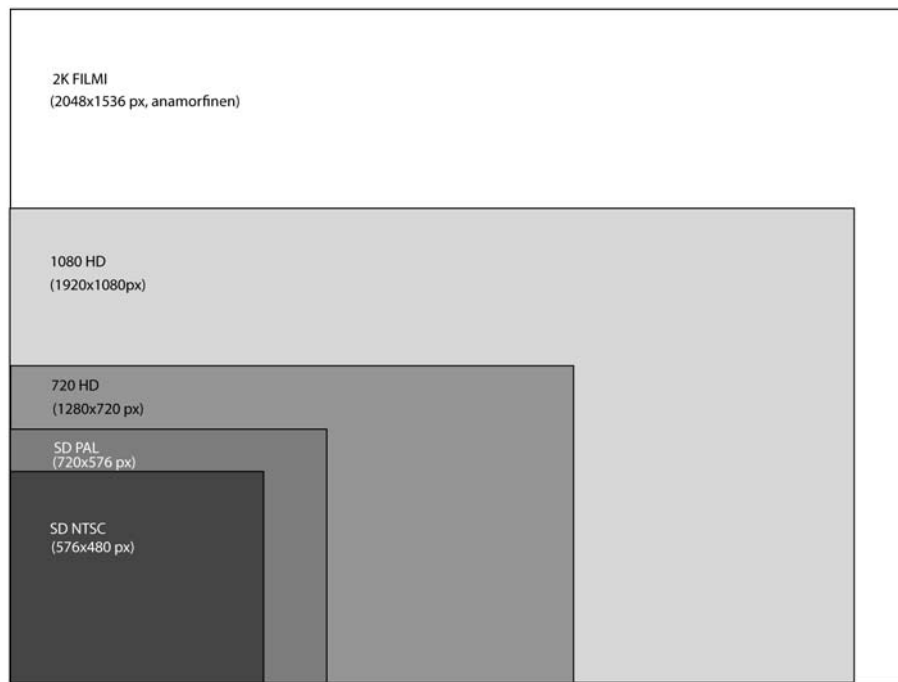 2K FILMI
(2048x1536 px, anamorfinen)
1080 HD
(1920x1080px)
720 HD
(1280x720 px)
SD PAL
(720x576 px)
SD NTSC
(576x480 px)